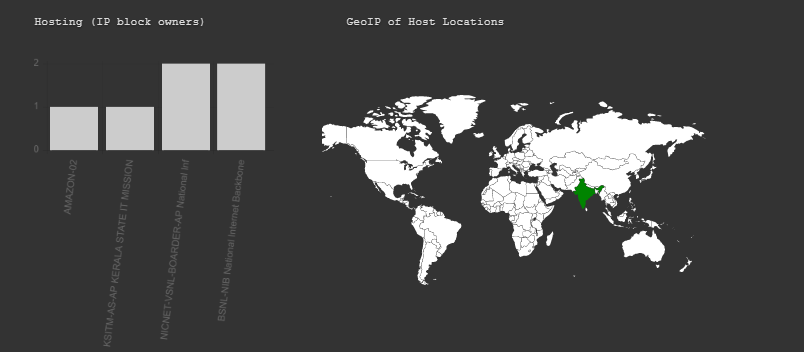 Hosting (IP block owners)
GeoIP of Host Locations
2
1
0
AMAZON-02
KSITM-AS-AP KERALA STATE IT MISSION
NICNET-VSNL-BOARDER-AP National Inf
BSNL-NIB National Internet Backbone